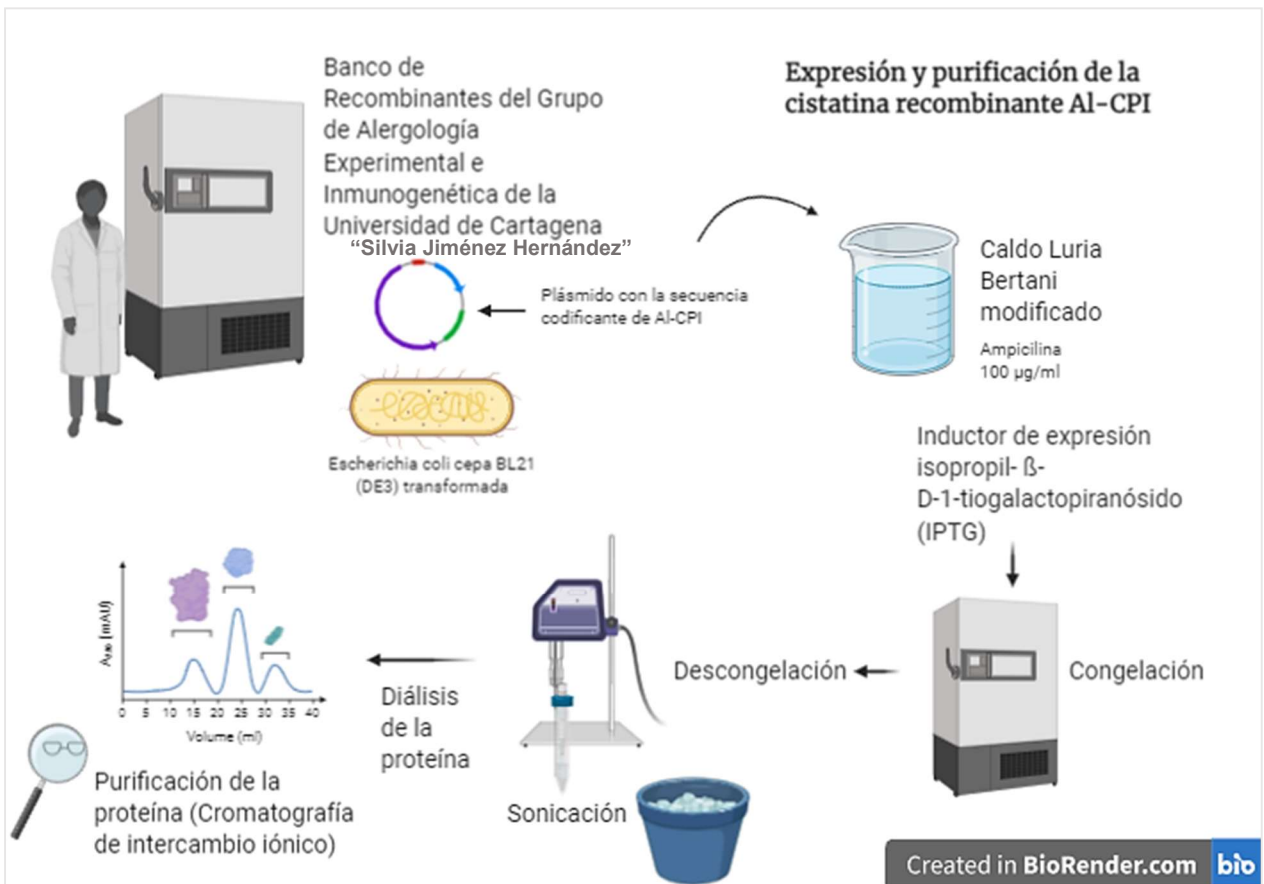 Banco de
Recombinantes del Grupo
de Alergología
Experimental e
Inmunogenética de la
Universidad de Cartagena
“Silvia Jiménez Hernández”
Expresión y purificación de la
cistatina recombinante Al-CPI
Plásmido con la secuencia
codificante de Al-CPI
Escherichia coli cepa BL21
(DE3) transformada
Caldo Luria
Bertani
modificado
Ampicilina
100 µg/ml
Inductor de expresión
isopropil- ß-
D-1-tiogalactopiranósido
(IPTG)
Congelación
Descongelación
Sonicación
Diálisis
de la
proteína
(mAU)
0 5 10 15 20 25 30 35 40
Volume (ml)
Purificación de la
proteína (Cromatografía
de intercambio iónico)
Created in BioRender.com bio